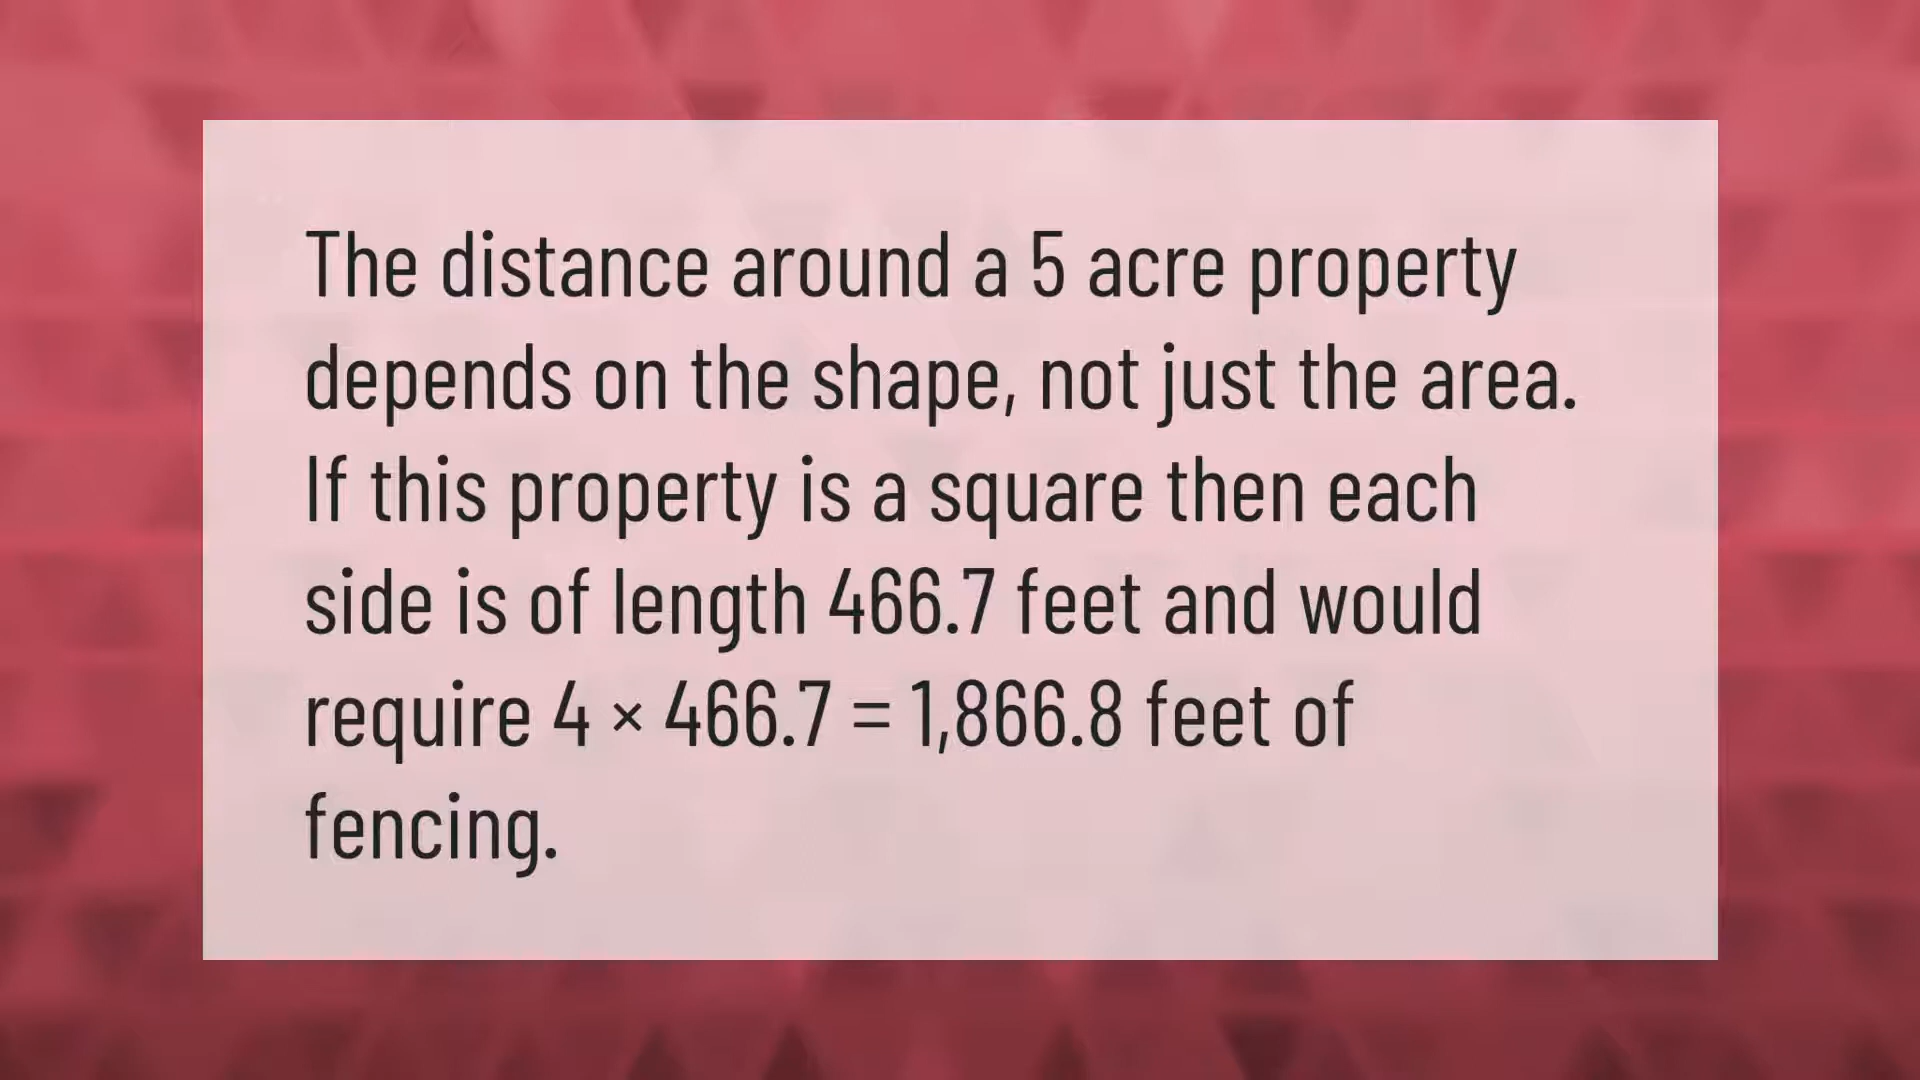 The distance around a 5 acre property
depends on the shape, not just the area.
If this property is a square then each
side is of length 466.7 feet and would
require 4 × 466.7 = 1,866.8 feet of
fencing.